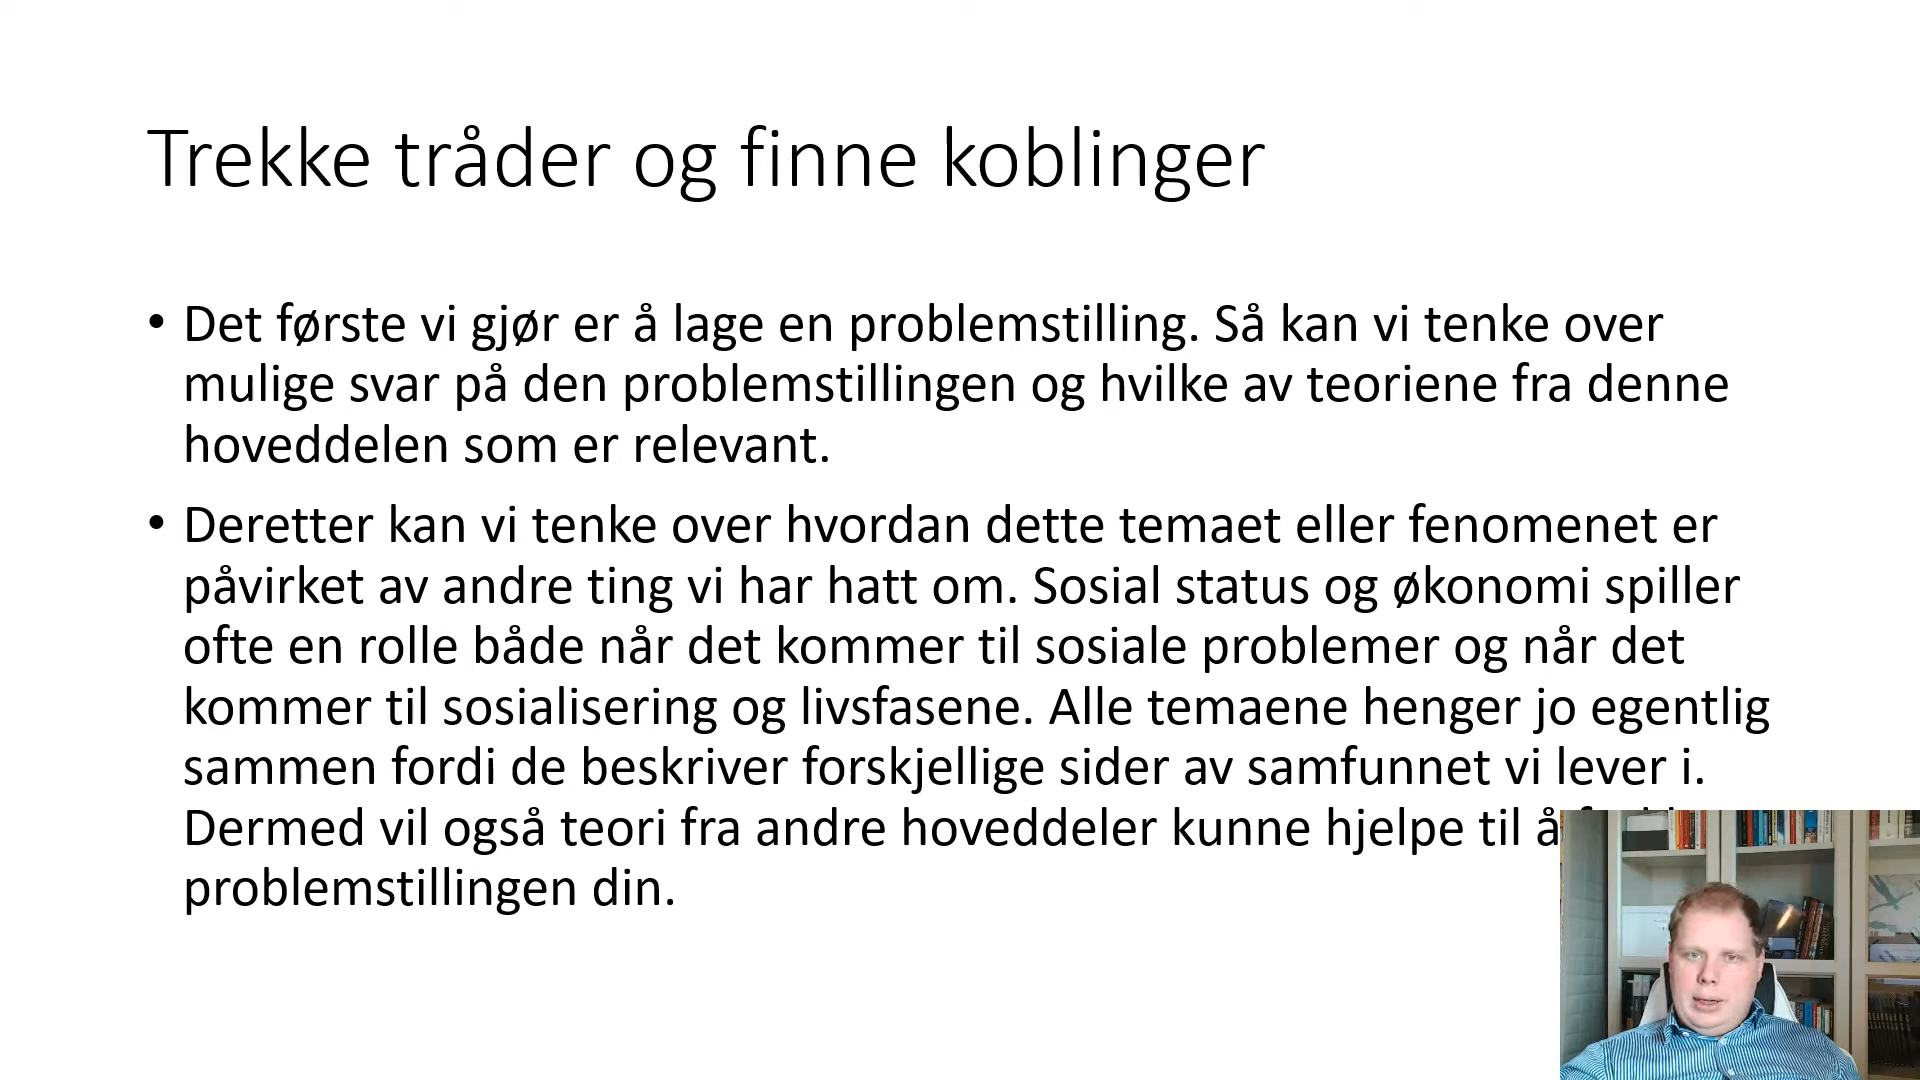 Trekke tråder og finne koblinger
• Det første vi gjør er å lage en problemstilling. Så kan vi tenke over
mulige svar på den problemstillingen og hvilke av teoriene fra denne
hoveddelen som er relevant.
• Deretter kan vi tenke over hvordan dette temaet eller fenomenet er
påvirket av andre ting vi har hatt om. Sosial status og økonomi spiller
ofte en rolle både når det kommer til sosiale problemer og når det
kommer til sosialisering og livsfasene. Alle temaene henger jo egentlig
sammen fordi de beskriver forskjellige sider av samfunnet vi lever i.
Dermed vil også teori fra andre hoveddeler kunne hjelpe til å
problemstillingen din.